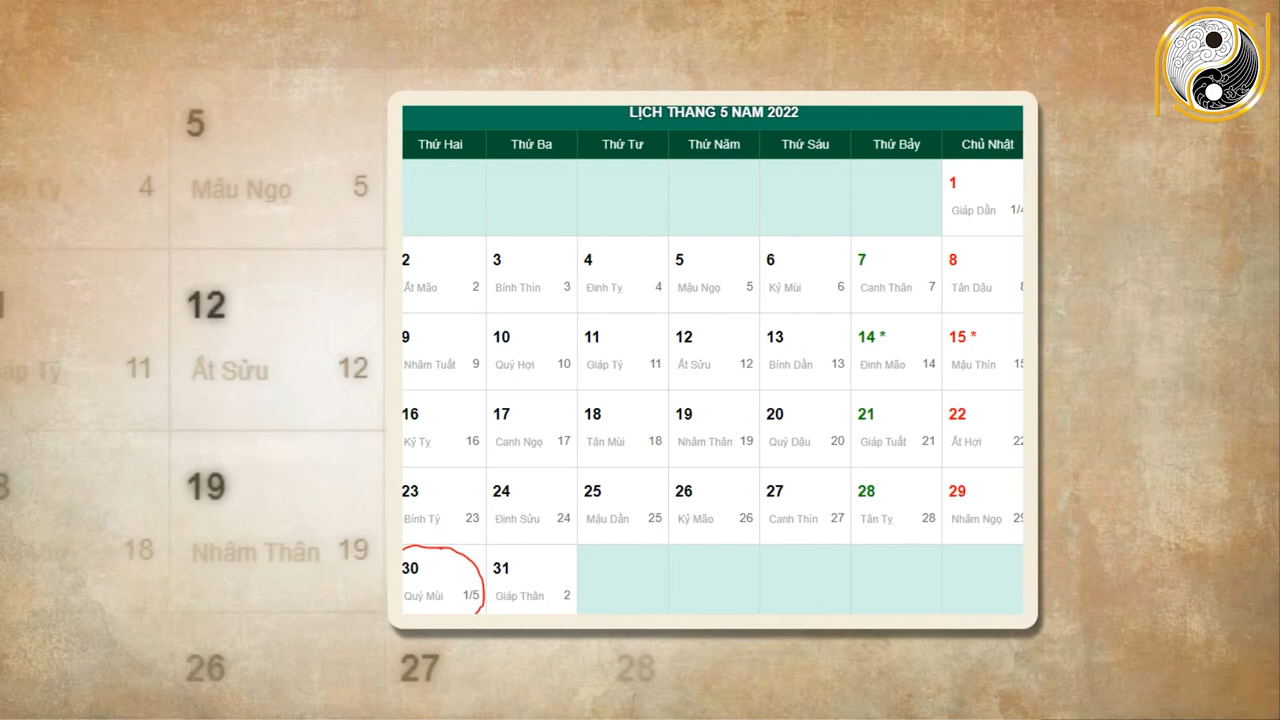 LỊCH THANG 5 NAM 2022
Thứ Hai Thứ Ba Thứ Tư Thứ Năm Thứ Sáu Thứ Bảy Chủ Nhật
1
Giáp Dần 1/4
2 3 4 5 6 7 8
Ất Mão 2 Bính Thìn 3 Đinh Tỵ 4 Mậu Ngọ 5 Kỷ Mùi 6 Canh Thân 7 Tân Dậu 8
9 10 11 12 13 14 * 15 *
Nhâm Tuất 9 Quý Hợi 10 Giáp Tý 11 Ất Sửu 12 Bính Dần 13 Đinh Mão 14 Mậu Thìn 15
16 17 18 19 20 21 22
Kỷ Tỵ 16 Canh Ngọ 17 Tân Mùi 18 Nhâm Thân 19 Quý Dậu 20 Giáp Tuất 21 Ất Hợi 22
23 24 25 26 27 28 29
Bính Tý 23 Đinh Sửu 24 Mậu Dần 25 Kỷ Mão 26 Canh Thìn 27 Tân Tỵ 28 Nhâm Ngọ 29
30 31
Quý Mùi 1/5 Giáp Thân 2
5
4 Mậu Ngọ 5
12
11 Ất Sửu 12
19
18 Nhâm Thân 19
26 27 28